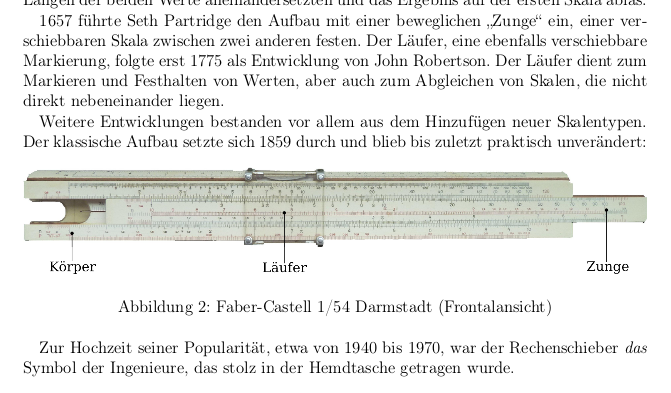 Längen der beiden Werte aneinandersetzten und das Ergebnis auf der ersten Skala ablas.
1657 führte Seth Partridge den Aufbau mit einer beweglichen „Zunge“ ein, einer ver-
schiebbaren Skala zwischen zwei anderen festen. Der Läufer, eine ebenfalls verschiebbare
Markierung, folgte erst 1775 als Entwicklung von John Robertson. Der Läufer dient zum
Markieren und Festhalten von Werten, aber auch zum Abgleichen von Skalen, die nicht
direkt nebeneinander liegen.
Weitere Entwicklungen bestanden vor allem aus dem Hinzufügen neuer Skalentypen.
Der klassische Aufbau setzte sich 1859 durch und blieb bis zuletzt praktisch unverändert:
Körper
Läufer
Zunge
Abbildung 2: Faber-Castell 1/54 Darmstadt (Frontalansicht)
Zur Hochzeit seiner Popularität, etwa von 1940 bis 1970, war der Rechenschieber das
Symbol der Ingenieure, das stolz in der Hemdtasche getragen wurde.